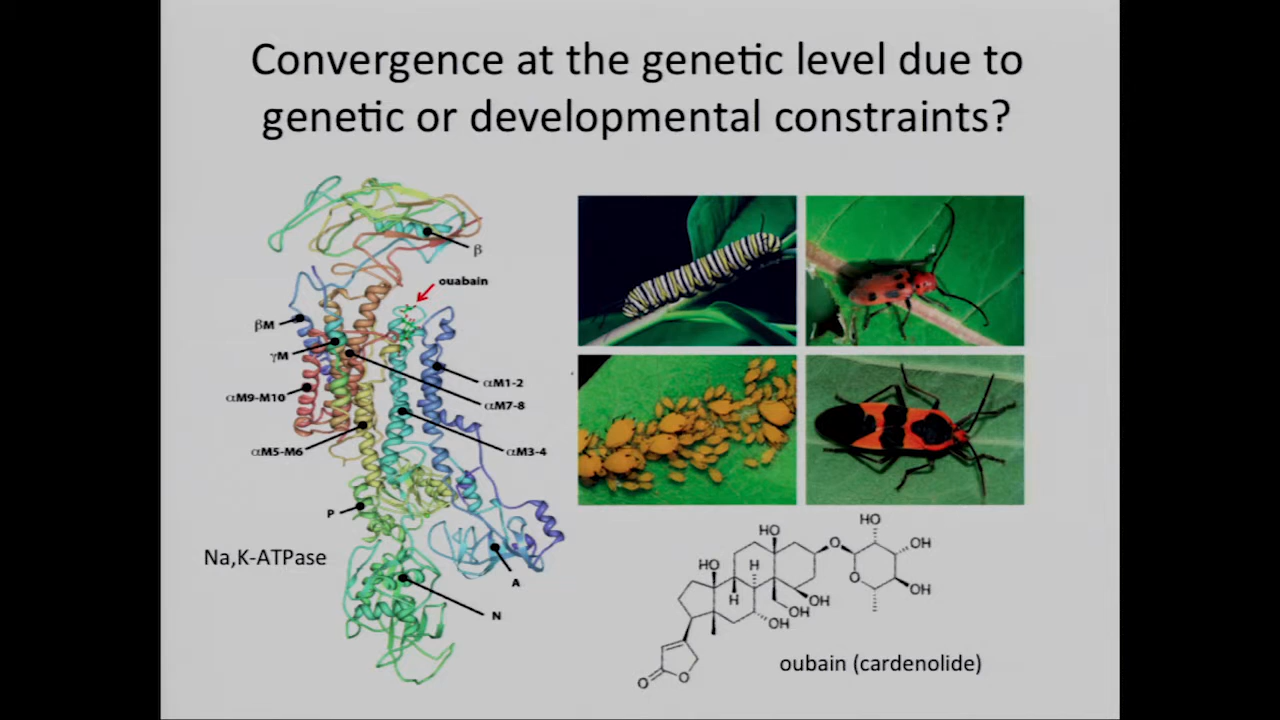 Convergence at the genetic level due to
genetic or developmental constraints?
β
ouabain
βM
γM
αM9-M10
αM5-M6
αM1-2
αM7-8
αM3-4
P
A
N
Na,K-ATPase
HO
OH
HO
O
OH
HO
H
O
OH
H
OH
OH
OH
O
O
oubain (cardenolide)